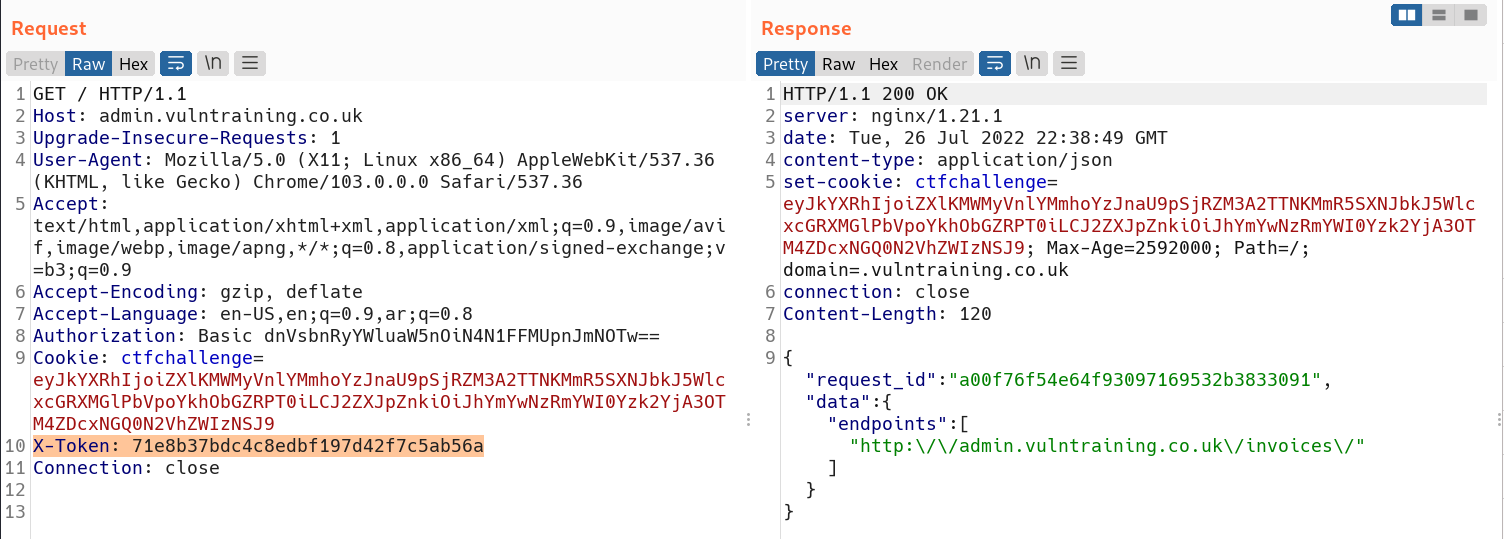 Request
Pretty Raw Hex \n
1 GET / HTTP/1.1
2 Host: admin.vulntraining.co.uk
3 Upgrade-Insecure-Requests: 1
4 User-Agent: Mozilla/5.0 (X11; Linux x86_64) AppleWebKit/537.36
(KHTML, like Gecko) Chrome/103.0.0.0 Safari/537.36
5 Accept:
text/html,application/xhtml+xml,application/xml;q=0.9,image/avi
f,image/webp,image/apng,*/*;q=0.8,application/signed-exchange;v
=b3;q=0.9
6 Accept-Encoding: gzip, deflate
7 Accept-Language: en-US,en;q=0.9,ar;q=0.8
8 Authorization: Basic dnVsbnRyYWluaW5nOiN4N1FFMUpnJmNOTw==
9 Cookie: ctfchallenge=
eyJkYXRhIjoiZXlKMWMyVnlYMmhoYzJnaU9pSjRZM3A2TTNKMmR5SXNJbkJ5Wlc
xcGRXMGlPbVpoYkhObGZRPT0iLCJ2ZXJpZnkiOiJhYmYwNzRmYWI0Yzk2YjA3OT
M4ZDcxNGQ0N2VhZWIzNSJ9
10 X-Token: 71e8b37bdc4c8edbf197d42f7c5ab56a
11 Connection: close
12
13
Response
Pretty Raw Hex Render \n
1 HTTP/1.1 200 OK
2 server: nginx/1.21.1
3 date: Tue, 26 Jul 2022 22:38:49 GMT
4 content-type: application/json
5 set-cookie: ctfchallenge=
eyJkYXRhIjoiZXlKMWMyVnlYMmhoYzJnaU9pSjRZM3A2TTNKMmR5SXNJbkJ5Wlc
xcGRXMGlPbVpoYkhObGZRPT0iLCJ2ZXJpZnkiOiJhYmYwNzRmYWI0Yzk2YjA3OT
M4ZDcxNGQ0N2VhZWIzNSJ9; Max-Age=2592000; Path=/;
domain=.vulntraining.co.uk
6 connection: close
7 Content-Length: 120
8
9 {
"request_id":"a00f76f54e64f93097169532b3833091",
"data":{
"endpoints":[
"http:\/\/admin.vulntraining.co.uk\/invoices\/"
]
}
}